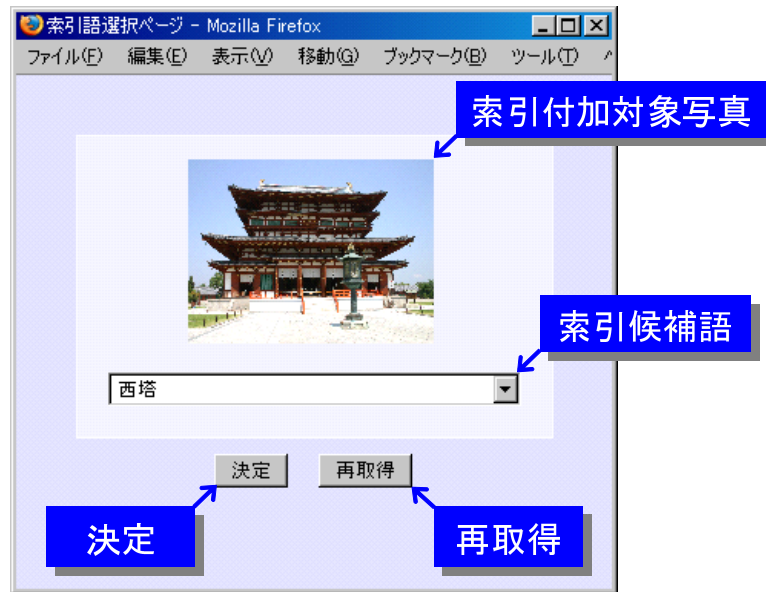 索引語選択ページ - Mozilla Firefox
ファイル(F) 編集(E) 表示(V) 移動(G) ブックマーク(B) ツール(T) ヘ
索引付加対象写真
索引候補語
西塔
決定 再取得
決定 再取得